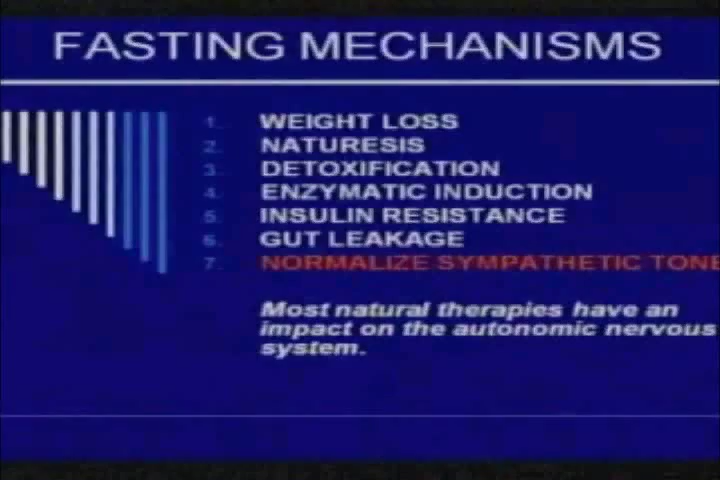 FASTING MECHANISMS
1. WEIGHT LOSS
2. NATURESIS
3. DETOXIFICATION
4. ENZYMATIC INDUCTION
5. INSULIN RESISTANCE
6. GUT LEAKAGE
7. NORMALIZE SYMPATHETIC TONE
Most natural therapies have an
impact on the autonomic nervous
system.